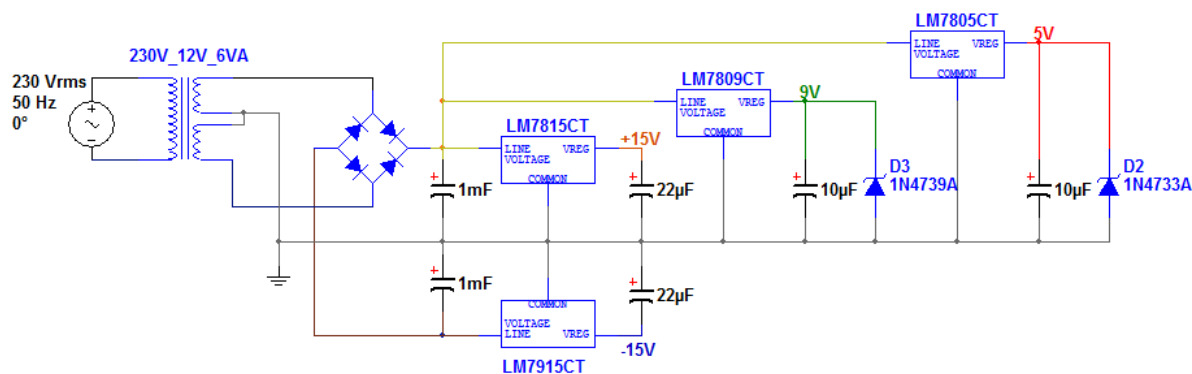 230V_12V_6VA
230 Vrms
50 Hz
0°
LM7805CT
LINE VREG
VOLTAGE
COMMON
5V
LM7809CT
LINE VREG
VOLTAGE
COMMON
9V
LM7815CT
LINE VREG
VOLTAGE
COMMON
+15V
D3
1N4739A
D2
1N4733A
+
1mF
+
22µF
+
10µF
+
10µF
+
1mF
+
22µF
COMMON
VOLTAGE
LINE VREG
-15V
LM7915CT